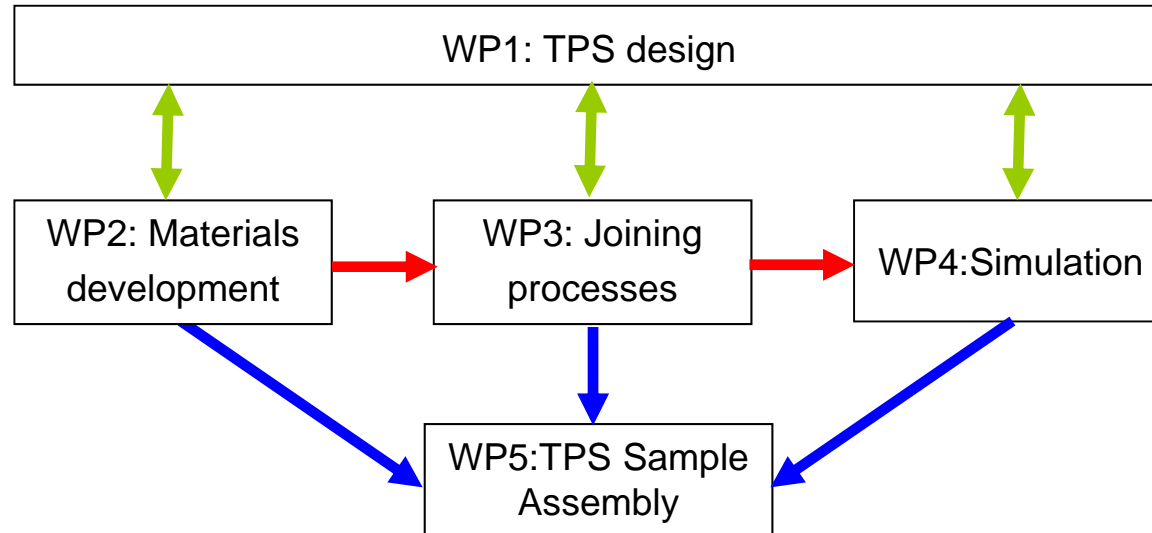 WP1: TPS design
WP2: Materials
development
WP3: Joining
processes
WP4:Simulation
WP5:TPS Sample
Assembly